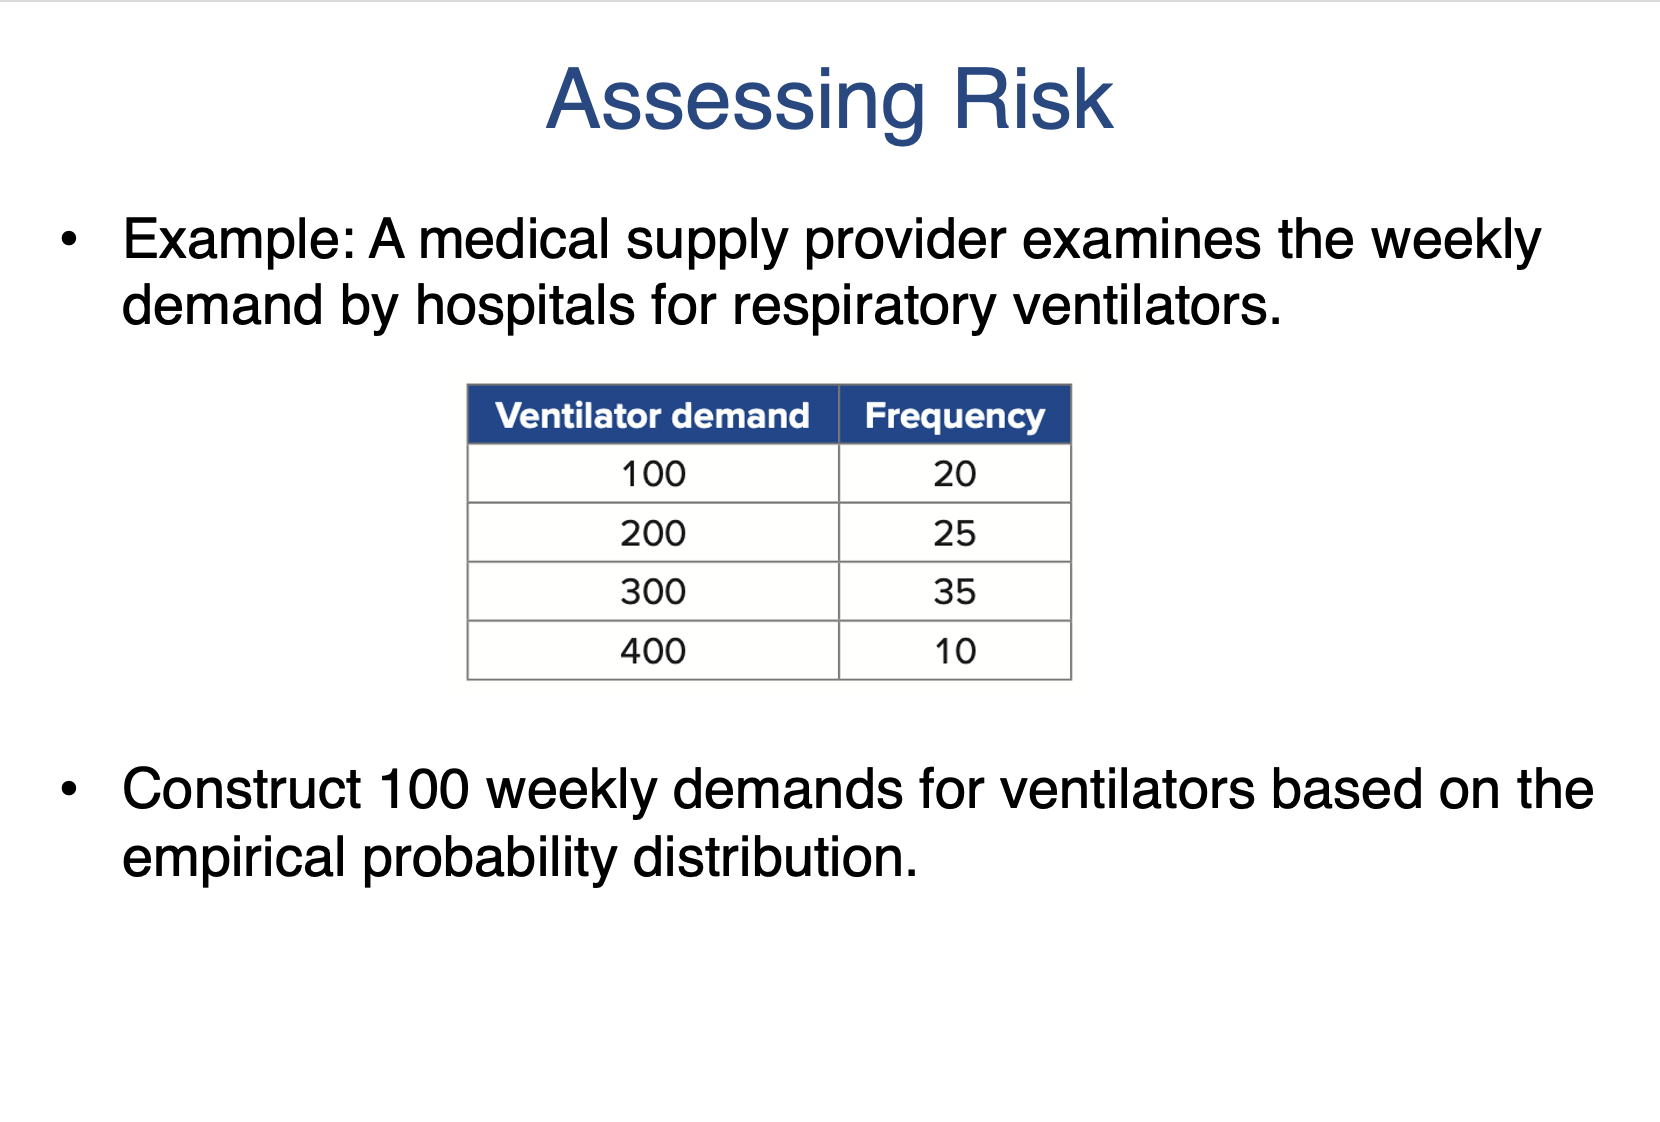 Assessing Risk
• Example: A medical supply provider examines the weekly
demand by hospitals for respiratory ventilators.
Ventilator demand Frequency
100 20
200 25
300 35
400 10
• Construct 100 weekly demands for ventilators based on the
empirical probability distribution.